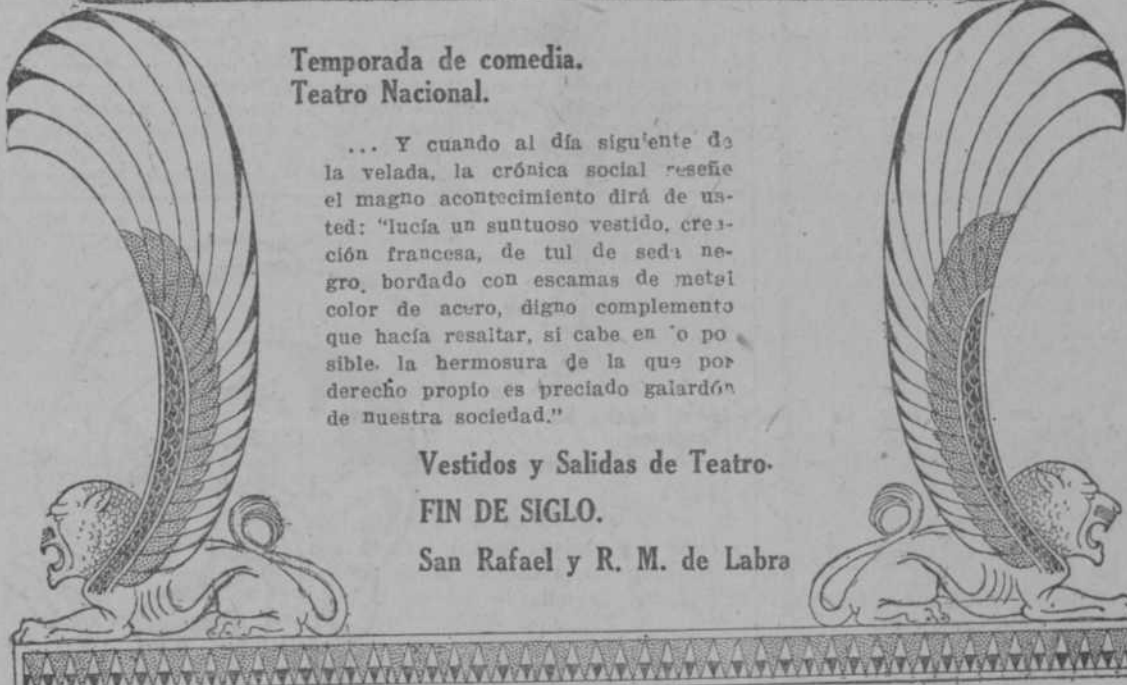 Temporada de comedia.
Teatro Nacional.
... Y cuando al día siguiente de
la velada, la crónica social reseñe
el magno acontecimiento dirá de us-
ted: "lucía un suntuoso vestido, crea-
ción francesa, de tul de seda ne-
gro, bordado con escamas de metal
color de acero, digno complemento
que hacía resaltar, si cabe en lo po
sible. la hermosura de la que por
derecho propio es preciado galardón
de nuestra sociedad."
Vestidos y Salidas de Teatro.
FIN DE SIGLO.
San Rafael y R. M. de Labra